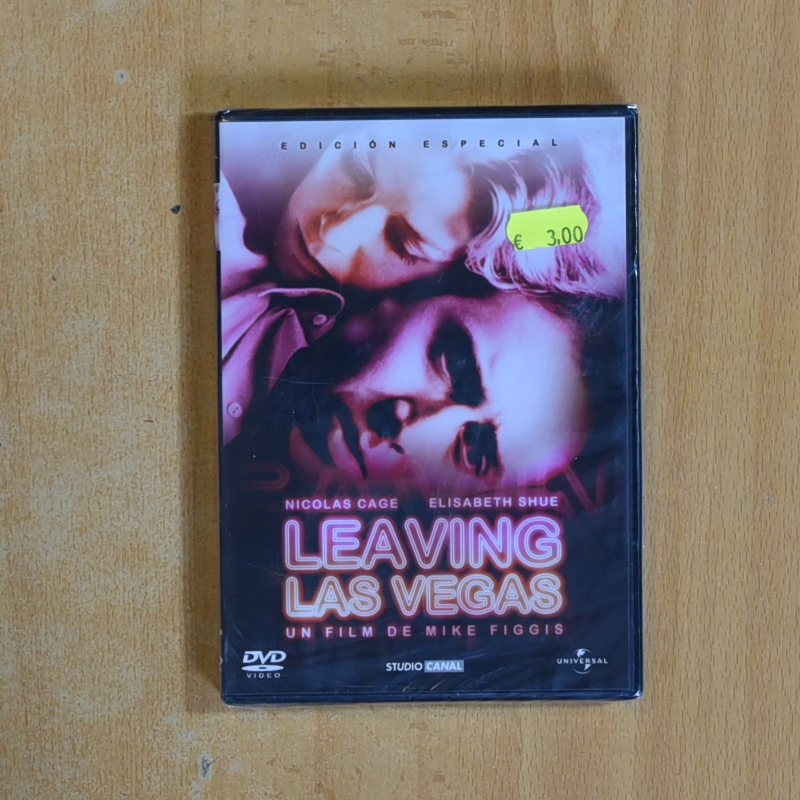 EDICIÓN ESPECIAL
€ 3,00
NICOLAS CAGE ELISABETH SHUE
LEAVING
LAS VEGAS
UN FILM DE MIKE FIGGIS
DVD
VIDEO
STUDIO CANAL
UNIVERSAL